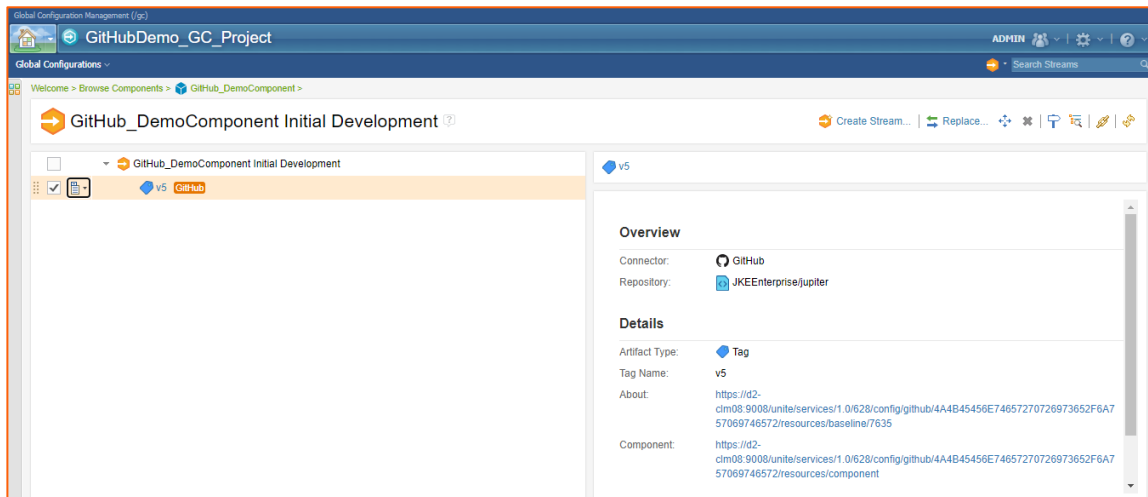 Global Configuration Management (/gc)
GitHubDemo_GC_Project
ADMIN
Global Configurations
Search Streams
Welcome > Browse Components > GitHub_DemoComponent >
GitHub_DemoComponent Initial Development
Create Stream... | Replace...
GitHub_DemoComponent Initial Development
v5 GitHub
v5
Overview
Connector: GitHub
Repository: JKEEnterprise/jupiter
Details
Artifact Type: Tag
Tag Name: v5
About: https://d2-
clm08:9008/unite/services/1.0/628/config/github/4A4B45456E74657270726973652F6A7
57069746572/resources/baseline/7635
Component: https://d2-
clm08:9008/unite/services/1.0/628/config/github/4A4B45456E74657270726973652F6A7
57069746572/resources/component